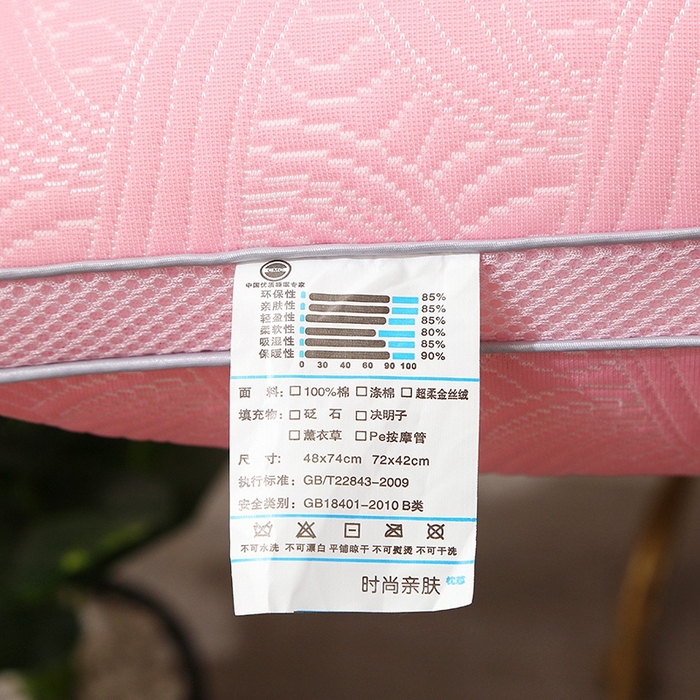 中国优质睡眠专家
环保性 85%
亲肤性 85%
轻盈性 85%
柔软性 80%
吸湿性 85%
保暖性 90%
0 30 40 60 80 90 100
面 料: □ 100%棉 □ 涤棉 □ 超柔金丝绒
填充物: □ 砭 石 □ 决明子
□ 薰衣草 □ Pe按摩管
尺 寸: 48x74cm 72x42cm
执行标准: GB/T22843-2009
安全类别: GB18401-2010 B类
不可水洗 不可漂白 平铺晾干 不可熨烫 不可干洗
时尚亲肤